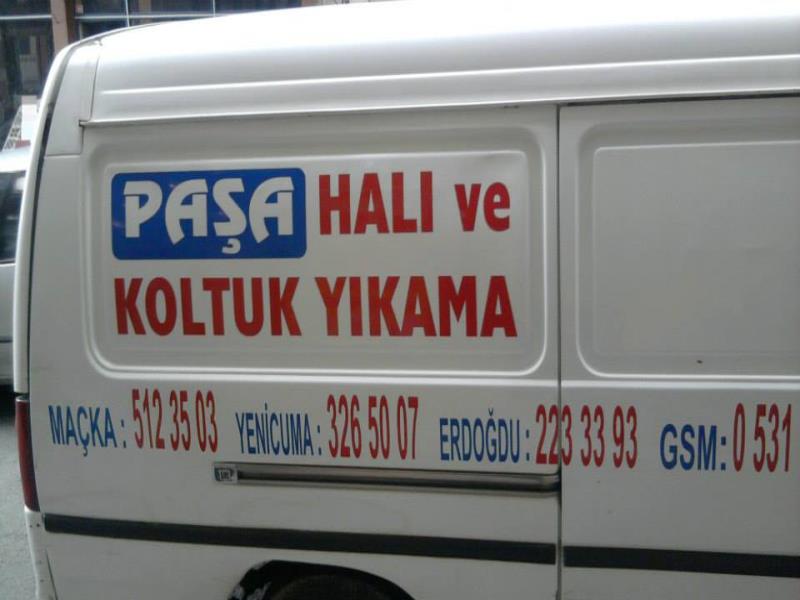 PAŞA HALI ve
KOLTUK YIKAMA
MAÇKA : 512 35 03 YENİCUMA : 326 50 07 ERDOĞDU : 223 33 93 GSM: 0 531